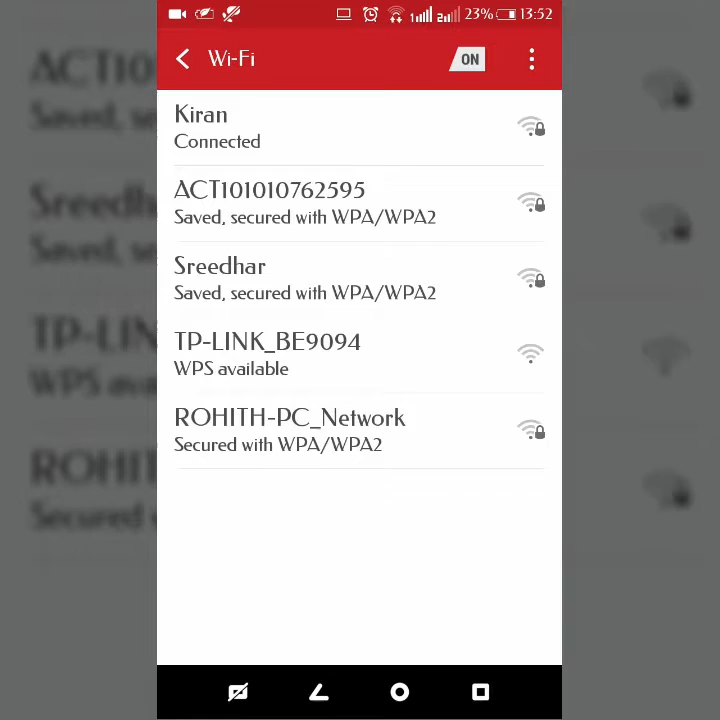 23% 13:52
Wi-Fi
ON
Kiran
Connected
ACT101010762595
Saved, secured with WPA/WPA2
Sreedhar
Saved, secured with WPA/WPA2
TP-LINK_BE9094
WPS available
ROHITH-PC_Network
Secured with WPA/WPA2